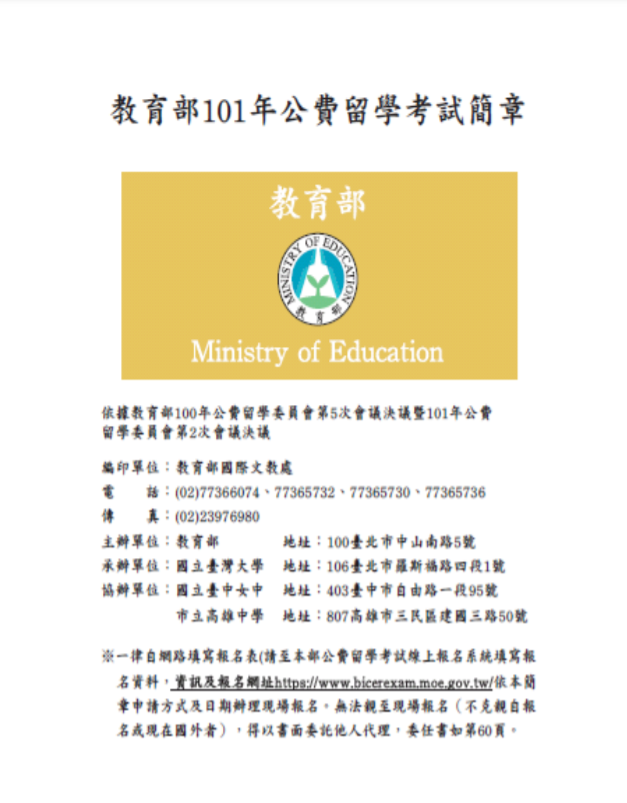 教育部101年公費留學考試簡章
教育部
MINISTRY OF EDUCATION
教育部
Ministry of Education
依據教育部100年公費留學委員會第5次會議決議暨101年公費
留學委員會第2次會議決議
編印單位：教育部國際文教處
電　　話：(02)77366074、77365732、77365730、77365736
傳　　真：(02)23976980
主辦單位：教育部　　　　地址：100臺北市中山南路5號
承辦單位：國立臺灣大學　地址：106臺北市羅斯福路四段1號
協辦單位：國立臺中女中　地址：403臺中市自由路一段95號
市立高雄中學　地址：807高雄市三民區建國三路50號
※一律自網路填寫報名表(請至本部公費留學考試線上報名系統填寫報
名資料，資訊及報名網址https://www.bicerexam.moe.gov.tw/依本簡
章申請方式及日期辦理現場報名。無法親至現場報名（不克親自報
名或現在國外者），得以書面委託他人代理，委任書如第60頁。